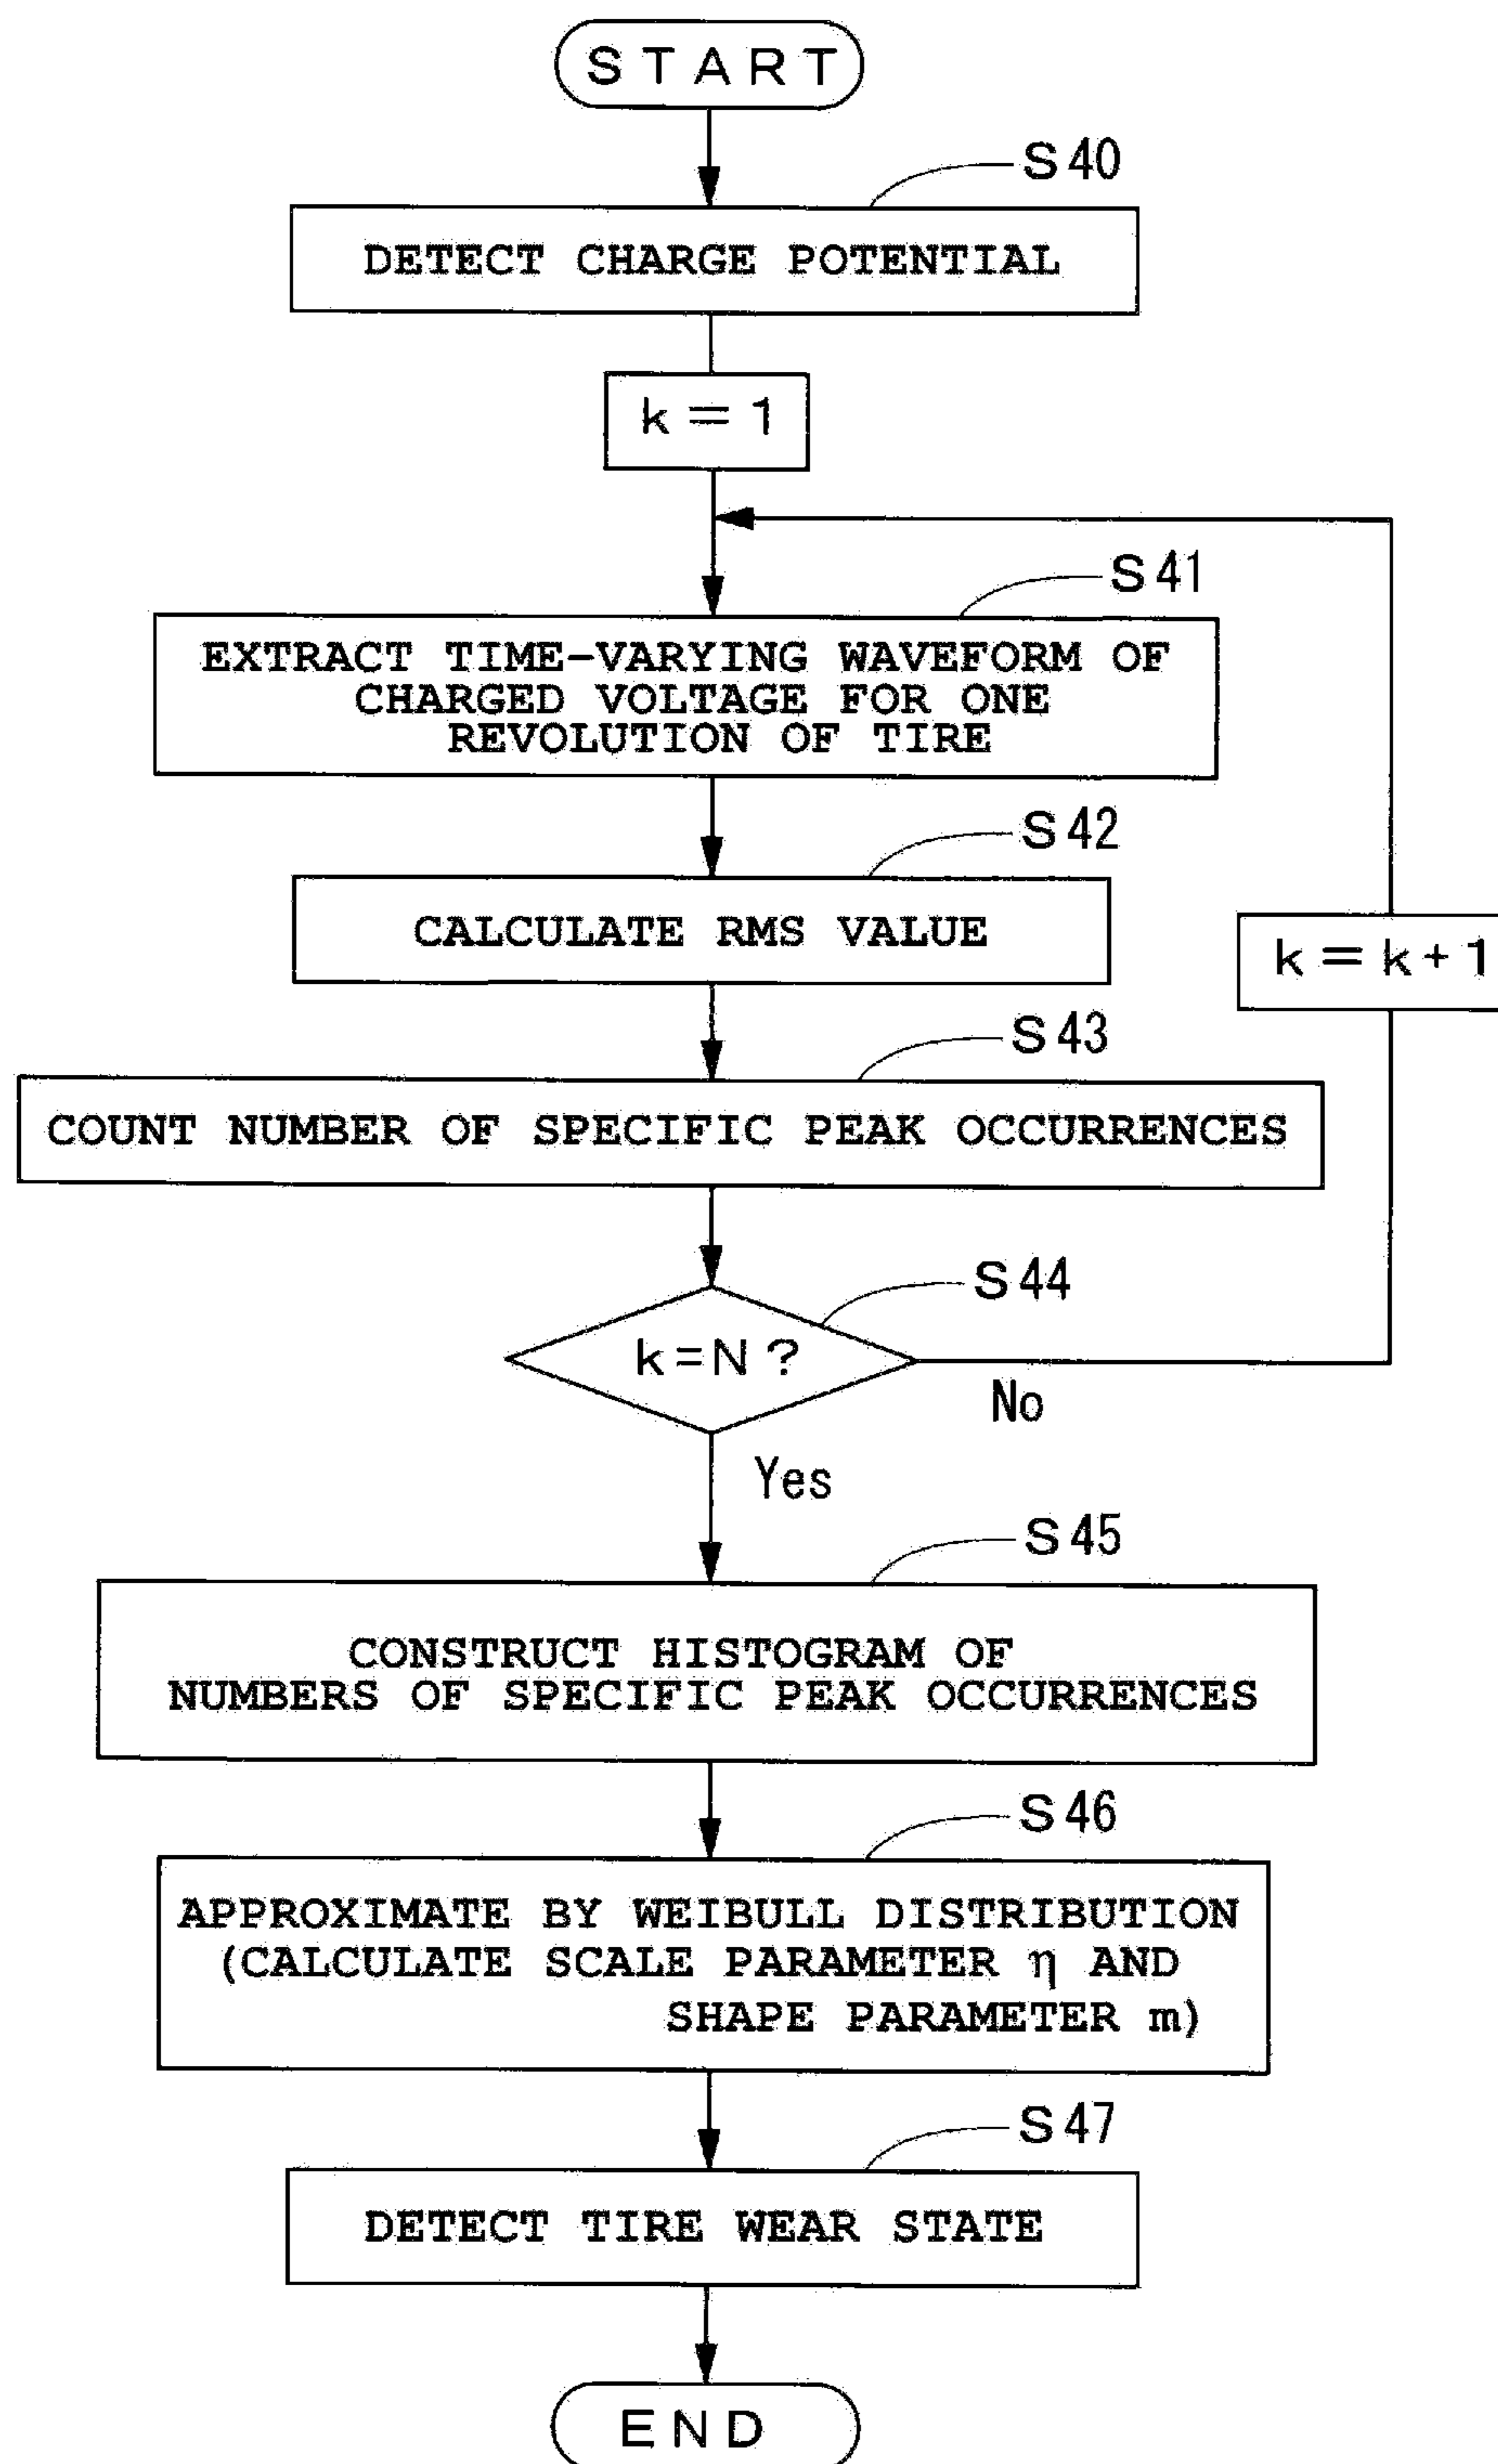 START
S40
DETECT CHARGE POTENTIAL
k=1
S41
EXTRACT TIME-VARYING WAVEFORM OF
CHARGED VOLTAGE FOR ONE
REVOLUTION OF TIRE
S42
CALCULATE RMS VALUE
k=k+1
S43
COUNT NUMBER OF SPECIFIC PEAK OCCURRENCES
S44
k=N?
No
Yes
S45
CONSTRUCT HISTOGRAM OF
NUMBERS OF SPECIFIC PEAK OCCURRENCES
S46
APPROXIMATE BY WEIBULL DISTRIBUTION
(CALCULATE SCALE PARAMETER η AND
SHAPE PARAMETER m)
S47
DETECT TIRE WEAR STATE
END